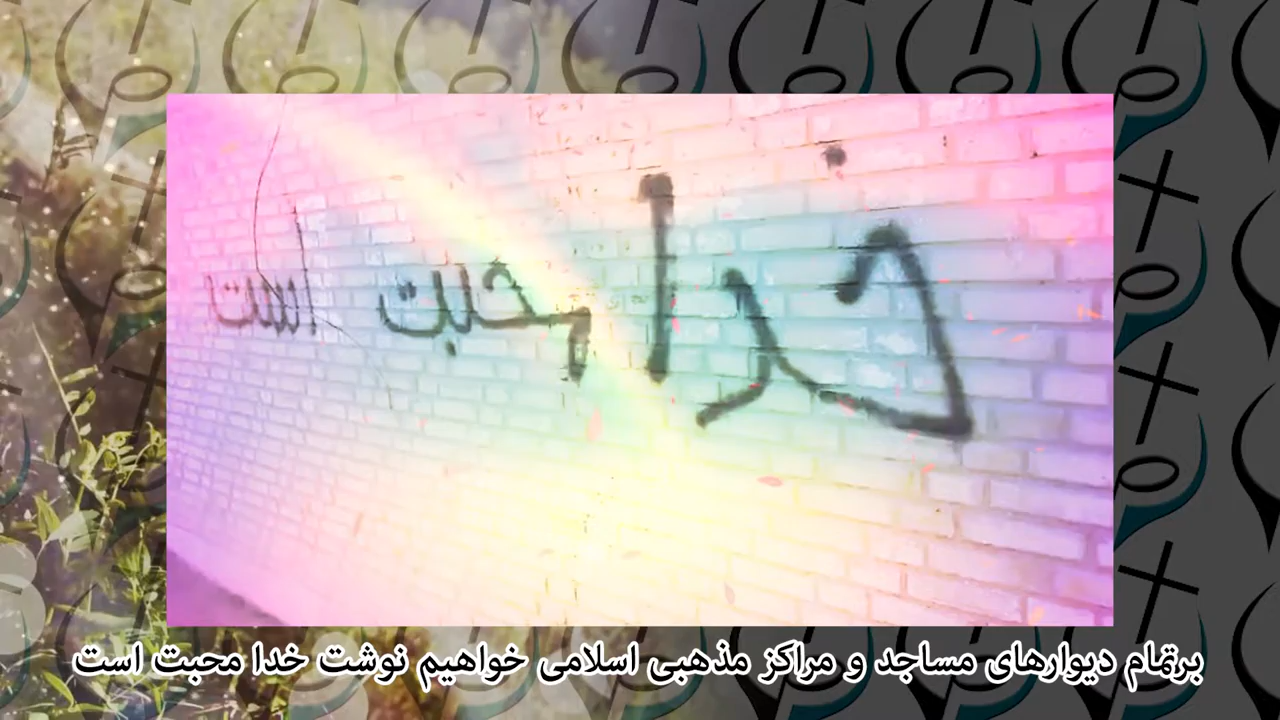 خدا محبت است
برتمام دیوارهای مساجد و مراکز مذهبی اسلامی خواهیم نوشت خدا محبت است